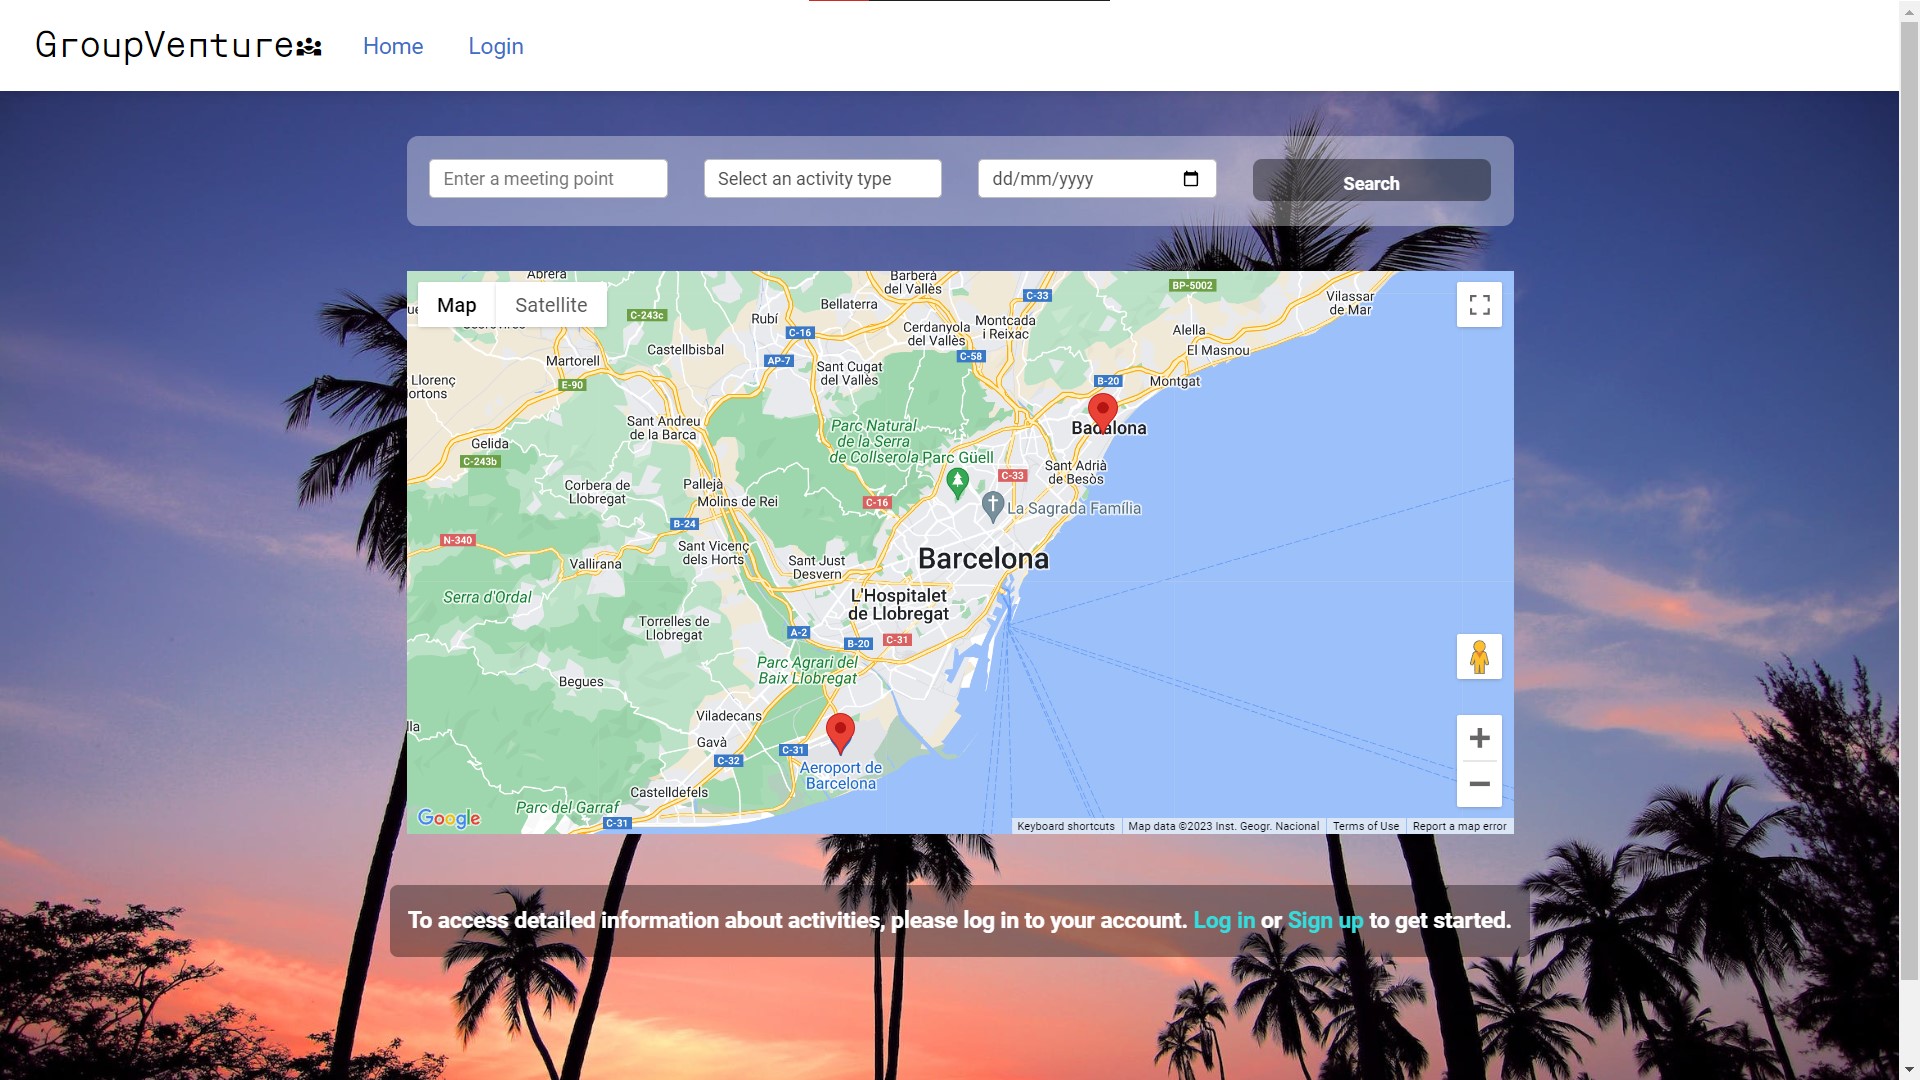 GroupVenture
Home
Login
Enter a meeting point
Select an activity type
dd/mm/yyyy
Search
Map
Satellite
Abrera
Barberà
del Vallès
BP-5002
C-33
Vilassar
de Mar
Bellaterra
C-243c
Rubí
Montcada
i Reixac
Cerdanyola
del Vallès
C-16
Alella
Castellbisbal
El Masnou
C-58
Martorell
AP-7
Sant Cugat
del Vallès
Llorenç
ortons
E-90
B-20
Montgat
Sant Andreu
de la Barca
Parc Natural
de la Serra
de Collserola
Badalona
Gelida
C-243b
Parc Güell
Sant Adrià
de Besòs
C-33
Corbera de
Llobregat
Pallejà
Molins de Rei
C-16
La Sagrada Família
B-24
N-340
Sant Vicenç
dels Horts
Vallirana
Sant Just
Desvern
Barcelona
Serra d'Ordal
L'Hospitalet
de Llobregat
Torrelles de
Llobregat
A-2
B-20
C-31
Parc Agrari del
Baix Llobregat
Begues
Viladecans
lla
Gavà
C-31
C-32
Aeroport de
Barcelona
Castelldefels
Parc del Garraf
C-31
Google
Keyboard shortcuts
Map data ©2023 Inst. Geogr. Nacional
Terms of Use
Report a map error
To access detailed information about activities, please log in to your account. Log in or Sign up to get started.